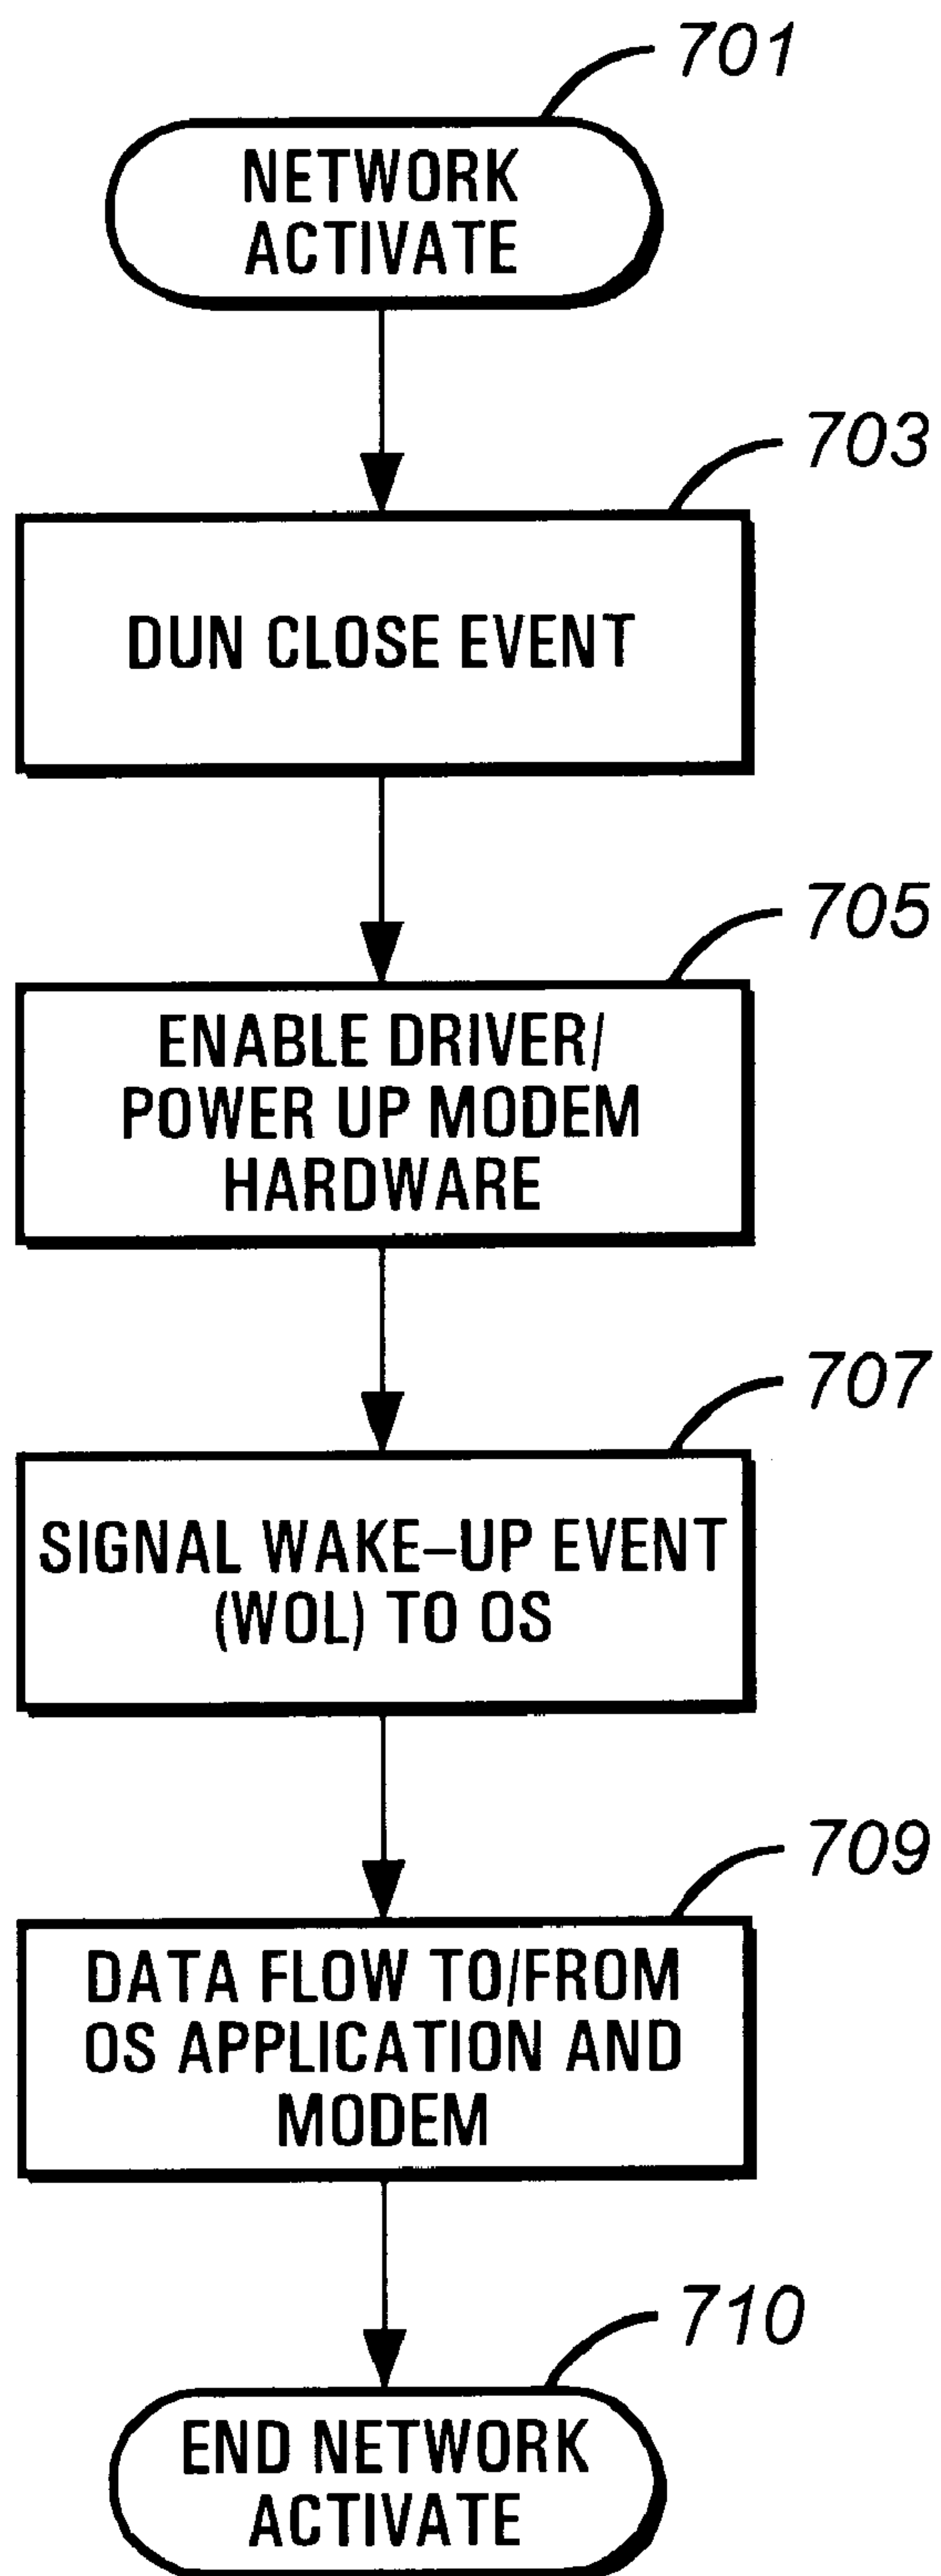 701
NETWORK
ACTIVATE
703
DUN CLOSE EVENT
705
ENABLE DRIVER/
POWER UP MODEM
HARDWARE
707
SIGNAL WAKE–UP EVENT
(WOL) TO OS
709
DATA FLOW TO/FROM
OS APPLICATION AND
MODEM
710
END NETWORK
ACTIVATE